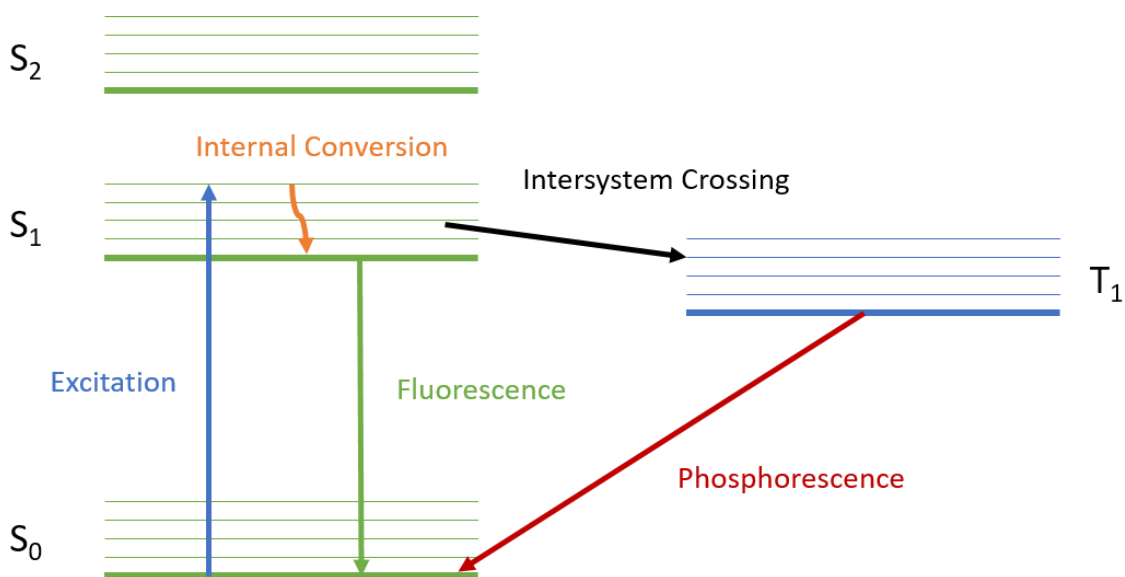 S₂
Internal Conversion
Intersystem Crossing
S₁
T₁
Excitation
Fluorescence
Phosphorescence
S₀